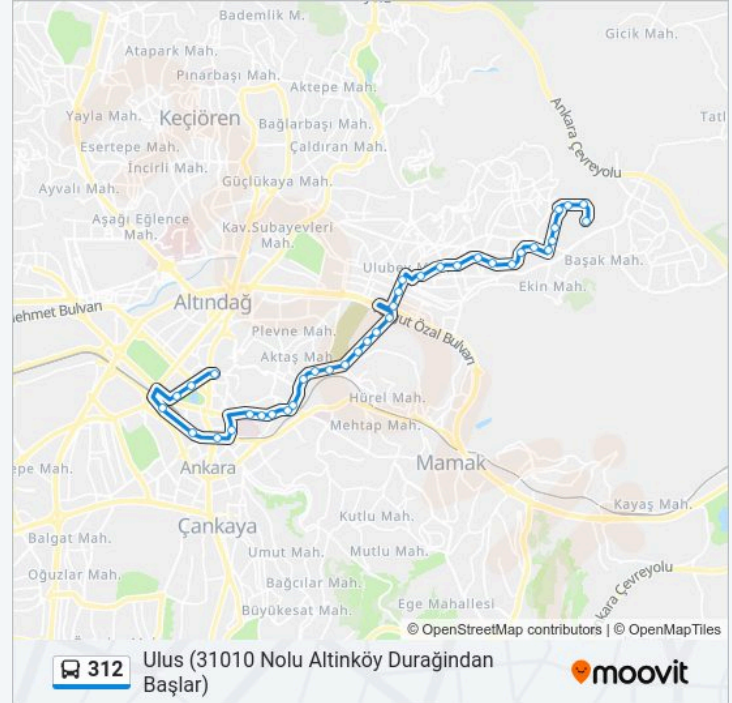 Bademlik M.
Gicik Mah.
Atapark Mah.
Pınarbaşı Mah.
Aktepe Mah.
Yayla Mah.
Keçiören
Bağlarbaşı Mah.
Ankara Çevreyolu
Esertepe Mah.
Çaldıran Mah.
İncirli Mah.
Güçlükaya Mah.
Ayvalı Mah.
Aşağı Eğlence
Mah.
Kav.Subayevleri
Mah.
Ulubey M
Başak Mah.
Ekin Mah.
Altındağ
ehmet Bulvarı
Plevne Mah.
ut Özal Bulvarı
Aktaş Mah.
Hürel Mah.
Mehtap Mah.
epe Mah.
Ankara
Mamak
Kayaş Mah.
Kutlu Mah.
Çankaya
Balgat Mah.
Umut Mah.
Mutlu Mah.
Oğuzlar Mah.
Bağcılar Mah.
kara Çevreyolu
Büyükesat Mah.
Ege Mahallesi
© OpenStreetMap contributors | © OpenMapTiles
312
Ulus (31010 Nolu Altinköy Durağindan
Başlar)
moovit